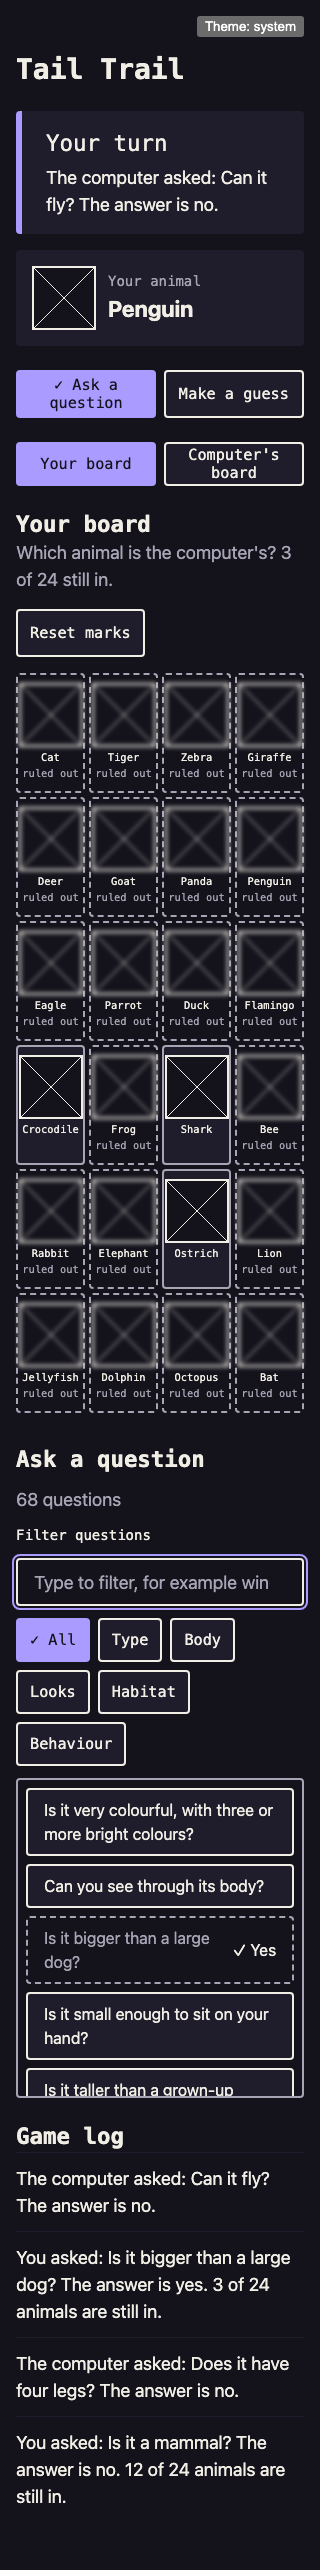 Theme: system
Tail Trail
Your turn
The computer asked: Can it
fly? The answer is no.
Your animal
Penguin
✓ Ask a
question
Make a guess
Your board
Computer's
board
Your board
Which animal is the computer's? 3
of 24 still in.
Reset marks
Cat Tiger Zebra Giraffe
ruled out ruled out ruled out ruled out
Deer Goat Panda Penguin
ruled out ruled out ruled out ruled out
Eagle Parrot Duck Flamingo
ruled out ruled out ruled out ruled out
Crocodile Frog Shark Bee
ruled out ruled out
Rabbit Elephant Ostrich Lion
ruled out ruled out ruled out
Jellyfish Dolphin Octopus Bat
ruled out ruled out ruled out ruled out
Ask a question
68 questions
Filter questions
Type to filter, for example win
✓ All Type Body
Looks Habitat
Behaviour
Is it very colourful, with three or
more bright colours?
Can you see through its body?
Is it bigger than a large
dog?
✓ Yes
Is it small enough to sit on your
hand?
Is it taller than a grown-up
Game log
The computer asked: Can it fly?
The answer is no.
You asked: Is it bigger than a large
dog? The answer is yes. 3 of 24
animals are still in.
The computer asked: Does it have
four legs? The answer is no.
You asked: Is it a mammal? The
answer is no. 12 of 24 animals are
still in.